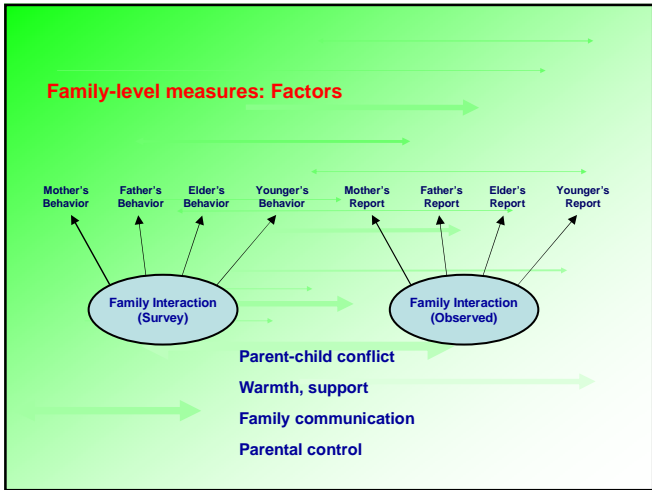 Family-level measures: Factors
Mother's Father's Elder's Younger's Mother's Father's Elder's Younger's
Behavior Behavior Behavior Behavior Report Report Report Report
Family Interaction
(Survey)
Family Interaction
(Observed)
Parent-child conflict
Warmth, support
Family communication
Parental control